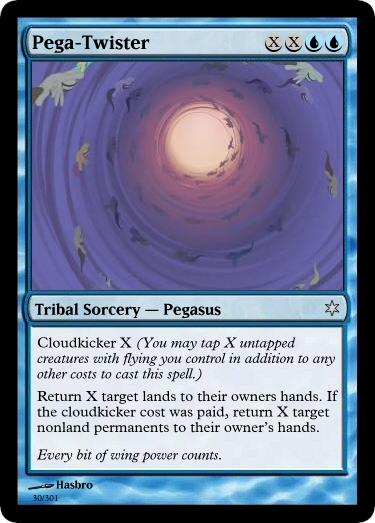 Pega-Twister
X X
Tribal Sorcery — Pegasus
Cloudkicker X (You may tap X untapped
creatures with flying you control in addition to any
other costs to cast this spell.)
Return X target lands to their owners hands. If
the cloudkicker cost was paid, return X target
nonland permanents to their owner's hands.
Every bit of wing power counts.
Hasbro
30/301